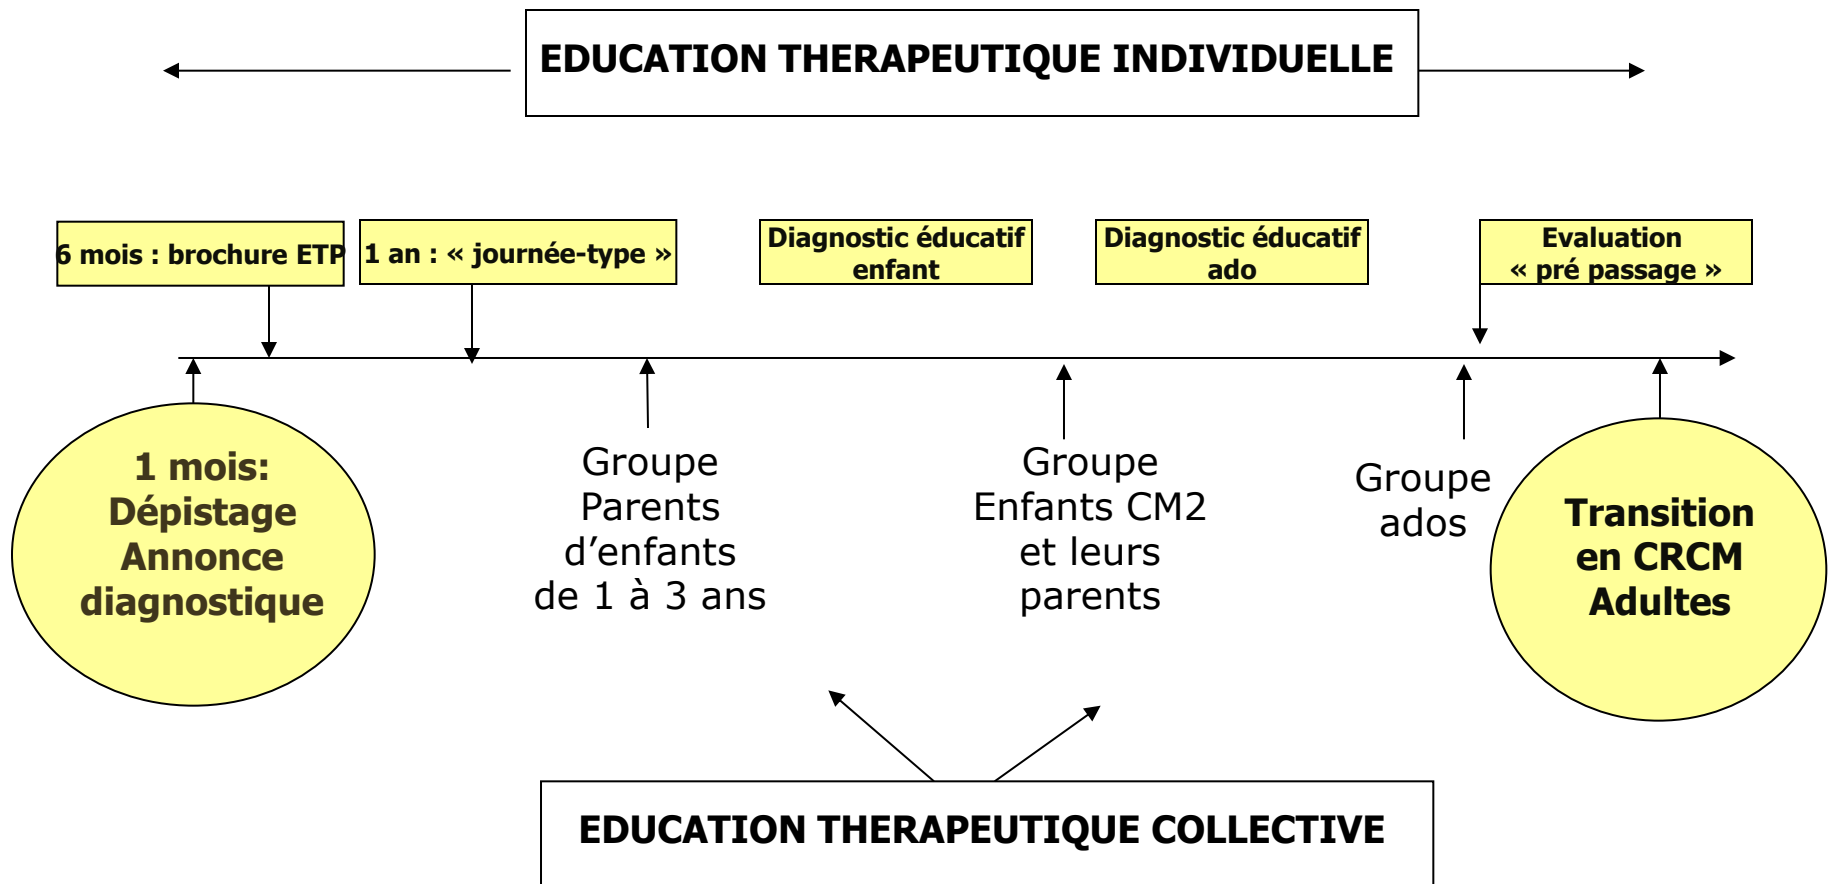 EDUCATION THERAPEUTIQUE INDIVIDUELLE
6 mois : brochure ETP
1 an : « journée-type »
Diagnostic éducatif
enfant
Diagnostic éducatif
ado
Evaluation
« pré passage »
1 mois:
Dépistage
Annonce
diagnostique
Groupe
Parents
d’enfants
de 1 à 3 ans
Groupe
Enfants CM2
et leurs
parents
Groupe
ados
Transition
en CRCM
Adultes
EDUCATION THERAPEUTIQUE COLLECTIVE